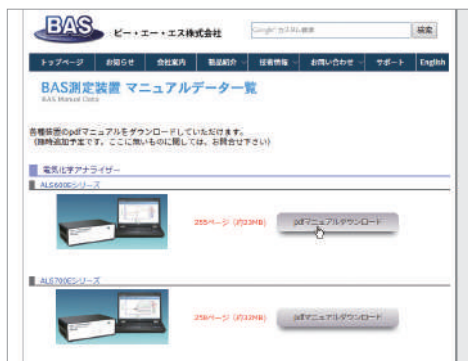 BAS ビー・エー・エス株式会社
Google カスタム検索
検索
トップページ お知らせ 会社案内 製品紹介 技術情報 お問い合わせ サポート English
BAS測定装置 マニュアルデータ一覧
BAS Manual Data
各種装置のpdfマニュアルをダウンロードしていただけます。
(随時追加予定です。ここに無いものに関しては、お問合せ下さい)
電気化学アナライザー
ALS600Eシリーズ
255ページ (約33MB) pdfマニュアルダウンロード
ALS700Eシリーズ
pdfマニュアルダウンロード